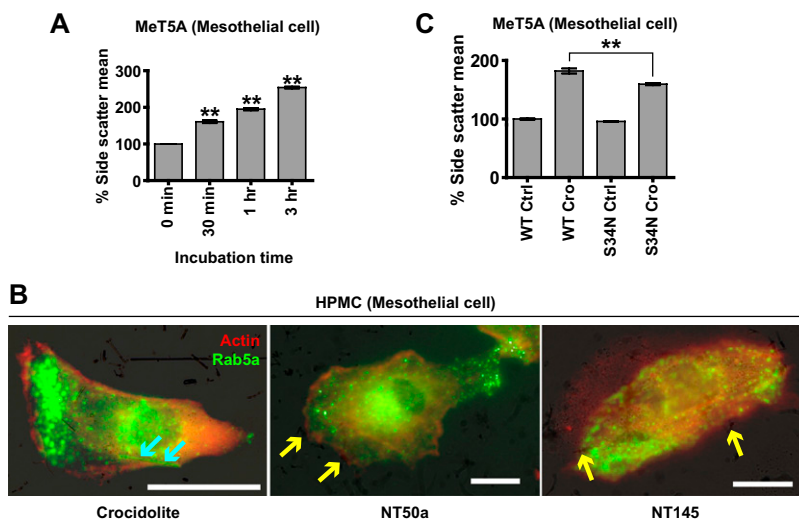 A
MeT5A (Mesothelial cell)
% Side scatter mean
300
200
100
0
**
**
**
0 min
30 min
1 hr
3 hr
Incubation time
C
MeT5A (Mesothelial cell)
% Side scatter mean
200
100
0
**
WT Ctrl
WT Cro
S34N Ctrl
S34N Cro
B
HPMC (Mesothelial cell)
Actin
Rab5a
Crocidolite
NT50a
NT145